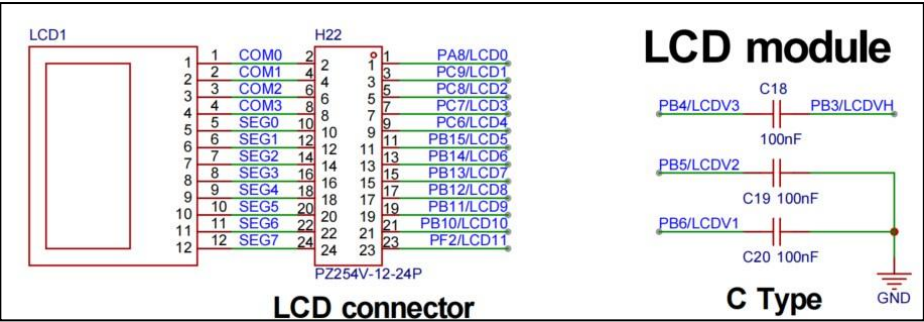 LCD1 H22
1 1 COM0 2 2 1 1 PA8/LCD0
2 2 COM1 4 4 3 3 PC9/LCD1
3 3 COM2 6 6 5 5 PC8/LCD2
4 4 COM3 8 8 7 7 PC7/LCD3
5 5 SEG0 10 10 9 9 PC6/LCD4
6 6 SEG1 12 12 11 11 PB15/LCD5
7 7 SEG2 14 14 13 13 PB14/LCD6
8 8 SEG3 16 16 15 15 PB13/LCD7
9 9 SEG4 18 18 17 17 PB12/LCD8
10 10 SEG5 20 20 19 19 PB11/LCD9
11 11 SEG6 22 22 21 21 PB10/LCD10
12 12 SEG7 24 24 23 23 PF2/LCD11
PZ254V-12-24P
LCD connector
LCD module
C18
PB4/LCDV3 PB3/LCDVH
100nF
PB5/LCDV2
C19 100nF
PB6/LCDV1
C20 100nF
C Type
GND